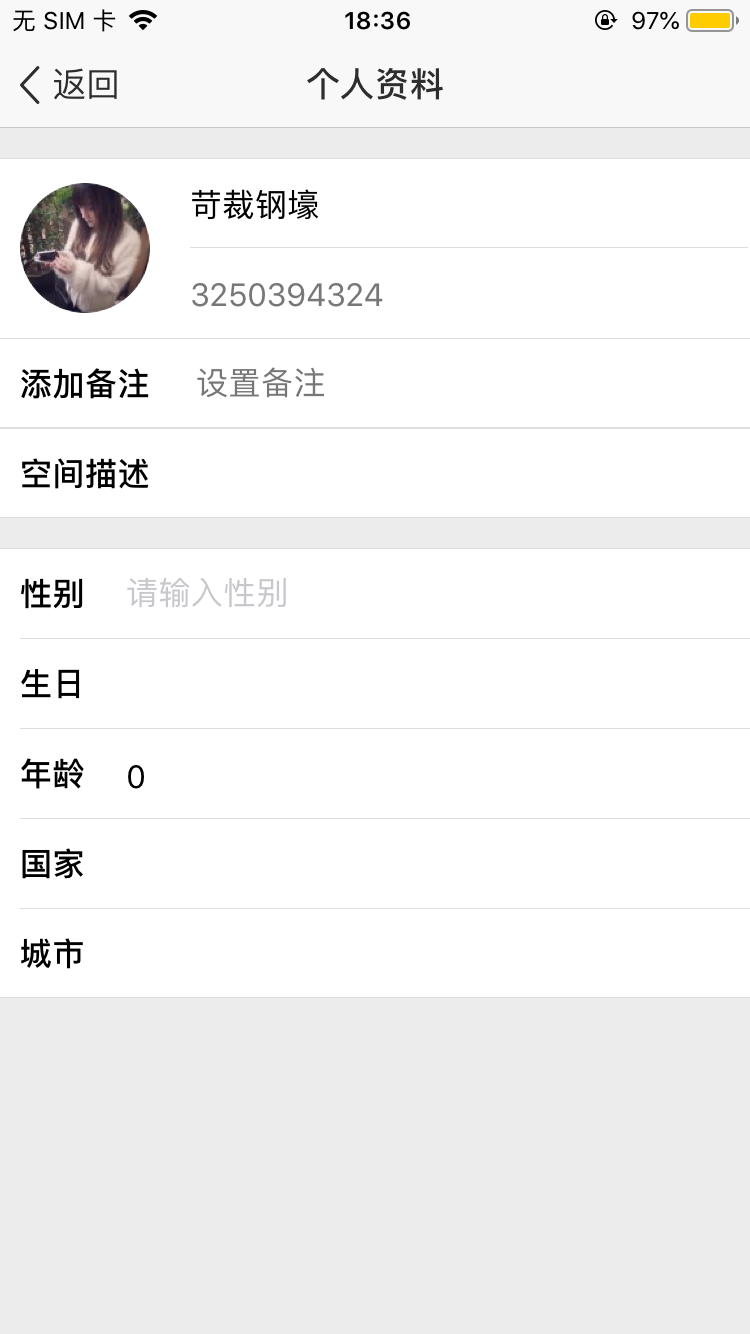 无 SIM 卡 18:36 97%
返回 个人资料
苛裁钢壕
3250394324
添加备注 设置备注
空间描述
性别 请输入性别
生日
年龄 0
国家
城市